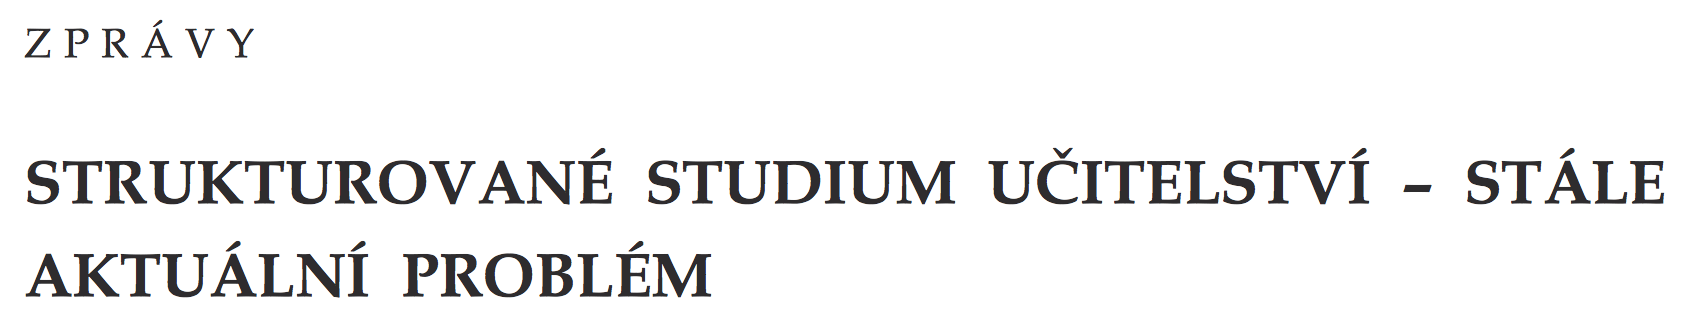 ZPRÁVY
STRUKTUROVANÉ STUDIUM UČITELSTVÍ – STÁLE
AKTUÁLNÍ PROBLÉM